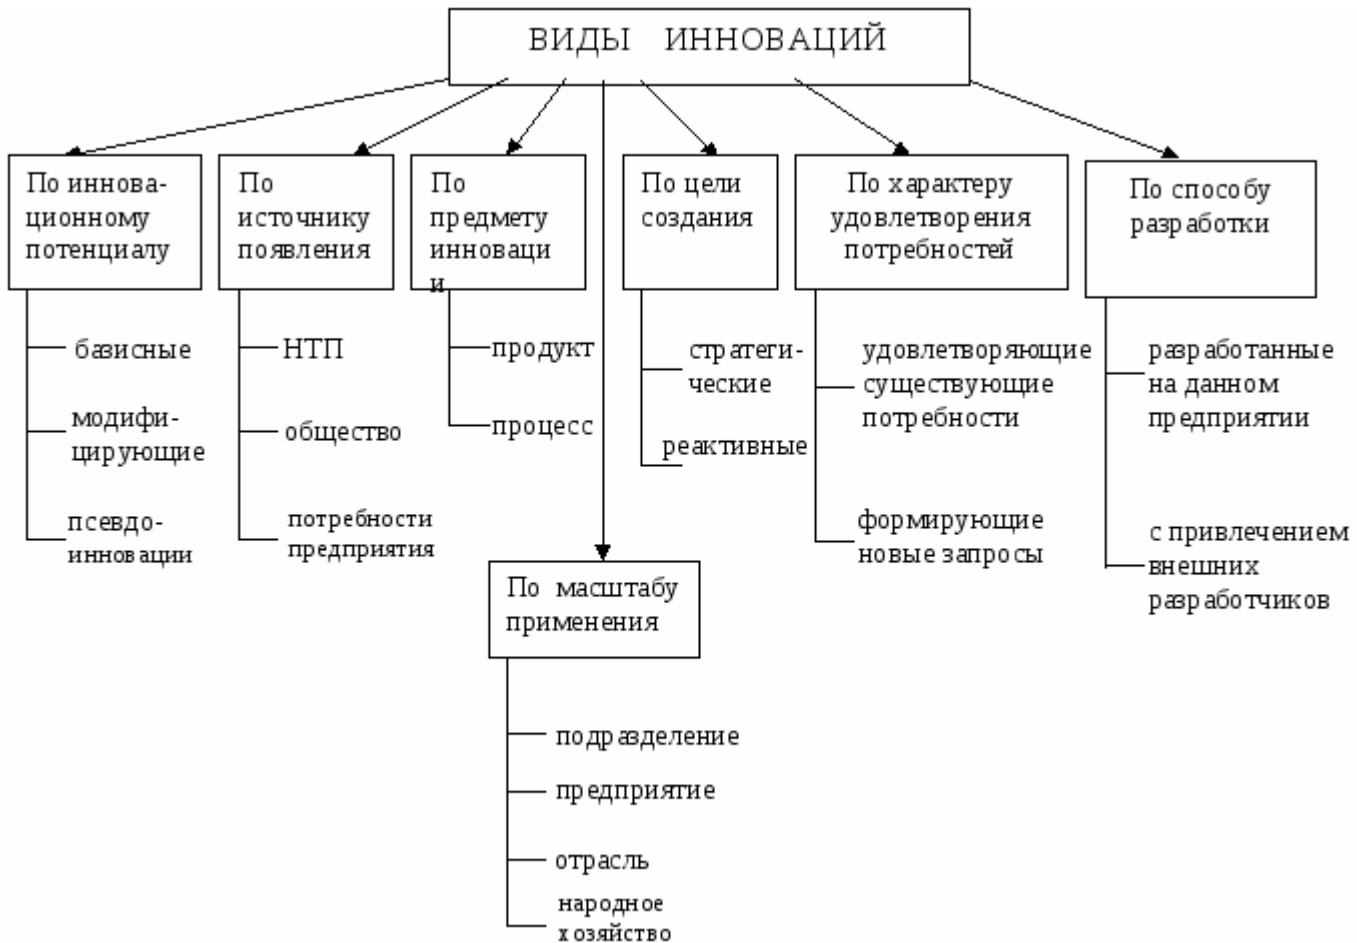 ВИДЫ ИННОВАЦИЙ
По иннова-
ционному
потенциалу
базисные
модифи-
цирующие
псевдо-
инновации
По
источнику
появления
НТП
общество
потребности
предприятия
По
предмету
инноваци
и
продукт
процесс
По масштабу
применения
подразделение
предприятие
отрасль
народное
хозяйство
По цели
создания
стратеги-
ческие
реактивные
По характеру
удовлетворения
потребностей
удовлетворяющие
существующие
потребности
формирующие
новые запросы
По способу
разработки
разработанные
на данном
предприятии
с привлечением
внешних
разработчиков